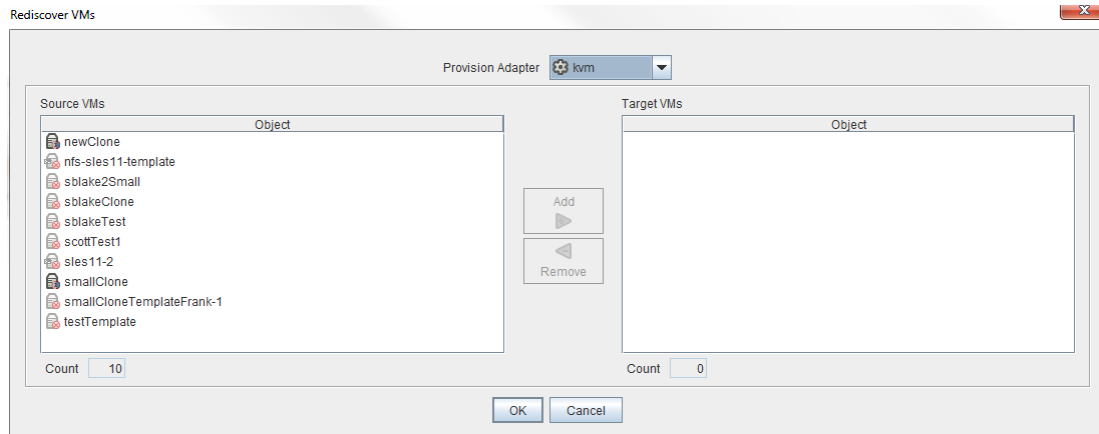 Rediscover VMs
Provision Adapter kvm
Source VMs
Object
newClone
nfs-sles11-template
sblake2Small
sblakeClone
sblakeTest
scottTest1
sles11-2
smallClone
smallCloneTemplateFrank-1
testTemplate
Count 10
Add
Remove
Target VMs
Object
Count 0
OK Cancel